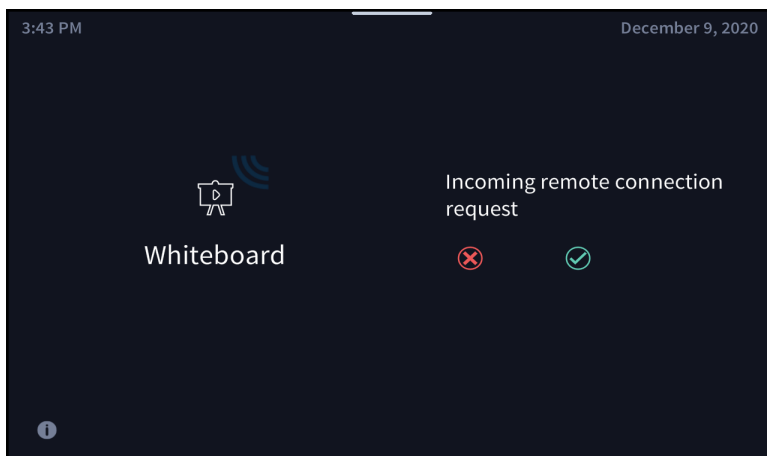 3:43 PM
December 9, 2020
Incoming remote connection
request
Whiteboard